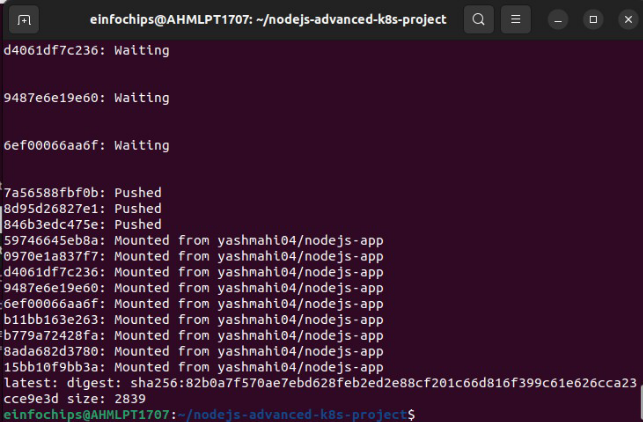 einfochips@AHMLPT1707: ~/nodejs-advanced-k8s-project
d4061df7c236: Waiting
9487e6e19e60: Waiting
6ef00066aa6f: Waiting
7a56588fbf0b: Pushed
8d95d26827e1: Pushed
846b3edc475e: Pushed
59746645eb8a: Mounted from yashmahi04/nodejs-app
0970e1a837f7: Mounted from yashmahi04/nodejs-app
d4061df7c236: Mounted from yashmahi04/nodejs-app
9487e6e19e60: Mounted from yashmahi04/nodejs-app
6ef00066aa6f: Mounted from yashmahi04/nodejs-app
b11bb163e263: Mounted from yashmahi04/nodejs-app
b779a72428fa: Mounted from yashmahi04/nodejs-app
8ada682d3780: Mounted from yashmahi04/nodejs-app
15bb10f9bb3a: Mounted from yashmahi04/nodejs-app
latest: digest: sha256:82b0a7f570ae7ebd628feb2ed2e88cf201c66d816f399c61e626cca23
cce9e3d size: 2839
einfochips@AHMLPT1707:~/nodejs-advanced-k8s-project$